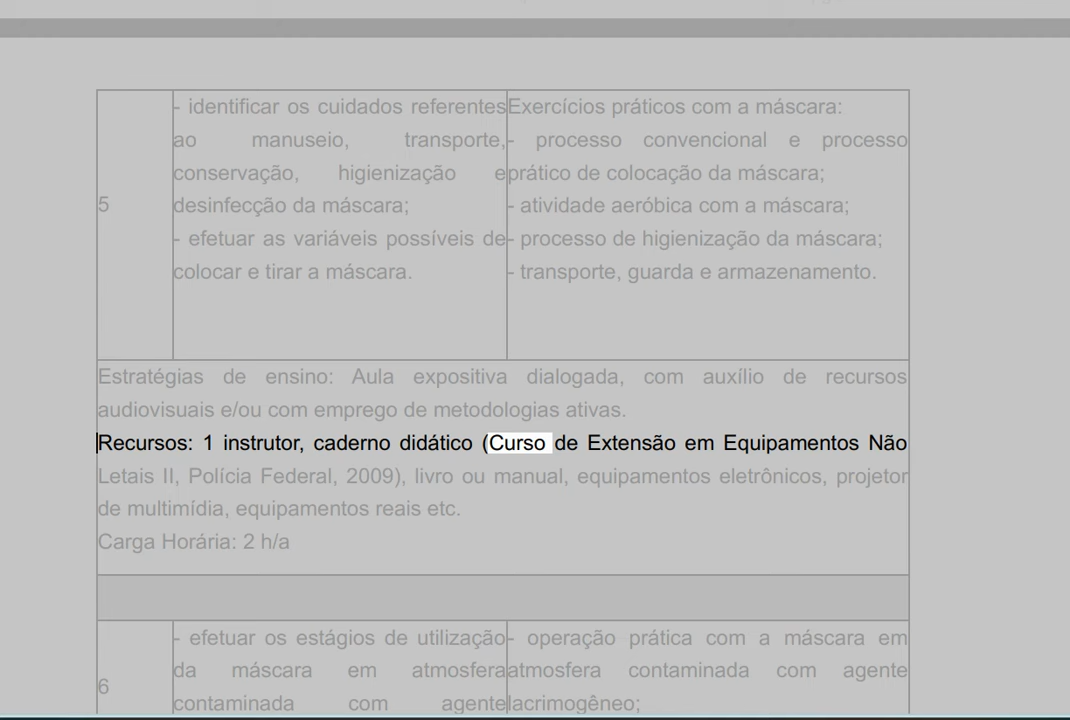 5
- identificar os cuidados referentes
ao manuseio, transporte,
conservação, higienização e
desinfecção da máscara;
- efetuar as variáveis possíveis de
colocar e tirar a máscara.
Exercícios práticos com a máscara:
- processo convencional e processo
prático de colocação da máscara;
- atividade aeróbica com a máscara;
- processo de higienização da máscara;
- transporte, guarda e armazenamento.
Estratégias de ensino: Aula expositiva dialogada, com auxílio de recursos
audiovisuais e/ou com emprego de metodologias ativas.
Recursos: 1 instrutor, caderno didático (Curso de Extensão em Equipamentos Não
Letais II, Polícia Federal, 2009), livro ou manual, equipamentos eletrônicos, projetor
de multimídia, equipamentos reais etc.
Carga Horária: 2 h/a
6
- efetuar os estágios de utilização
da máscara em atmosfera
contaminada com agente
- operação prática com a máscara em
atmosfera contaminada com agente
lacrimogêneo;